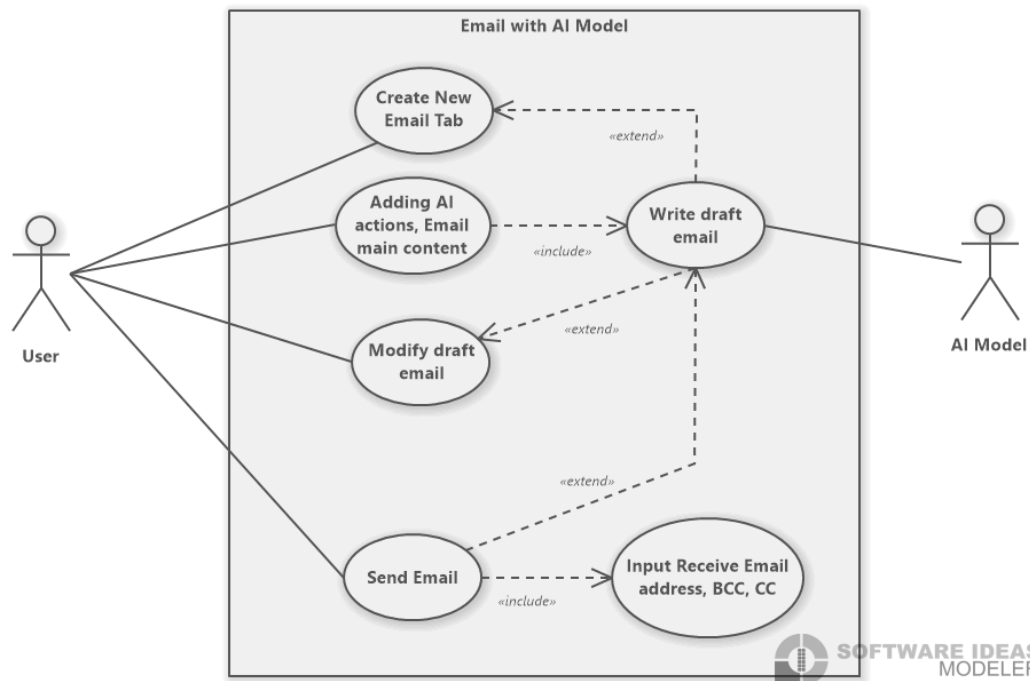 Email with AI Model
Create New
Email Tab
«extend»
Adding AI
actions, Email
main content
«include»
Write draft
email
User
AI Model
«extend»
Modify draft
email
«extend»
Send Email
«include»
Input Receive Email
address, BCC, CC
SOFTWARE IDEAS
MODELER